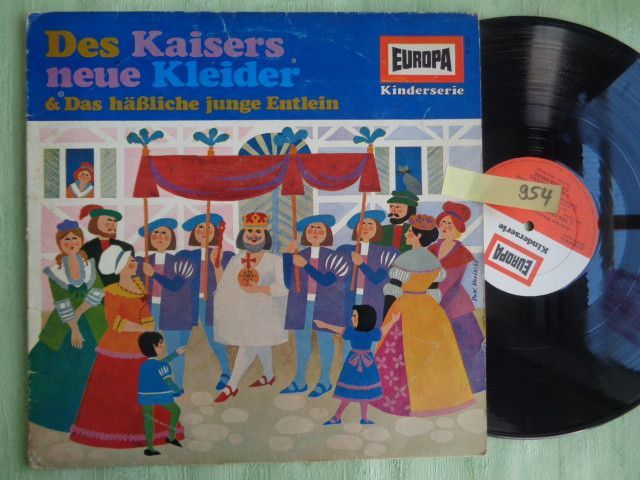 Des Kaisers
neue Kleider
& Das häßliche junge Entlein
EUROPA
Kinderserie
954
EUROPA
Kinderserie